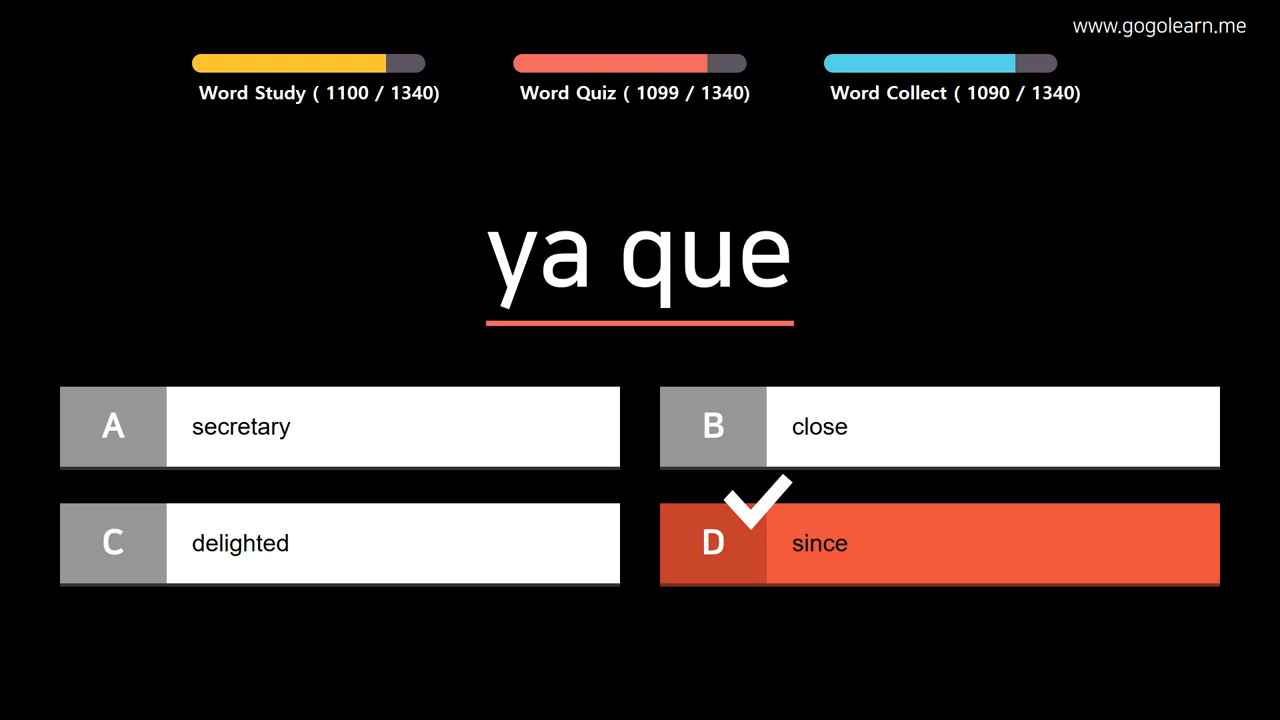 www.gogolearn.me
Word Study ( 1100 / 1340)
Word Quiz ( 1099 / 1340)
Word Collect ( 1090 / 1340)
ya que
A secretary
B close
C delighted
D since